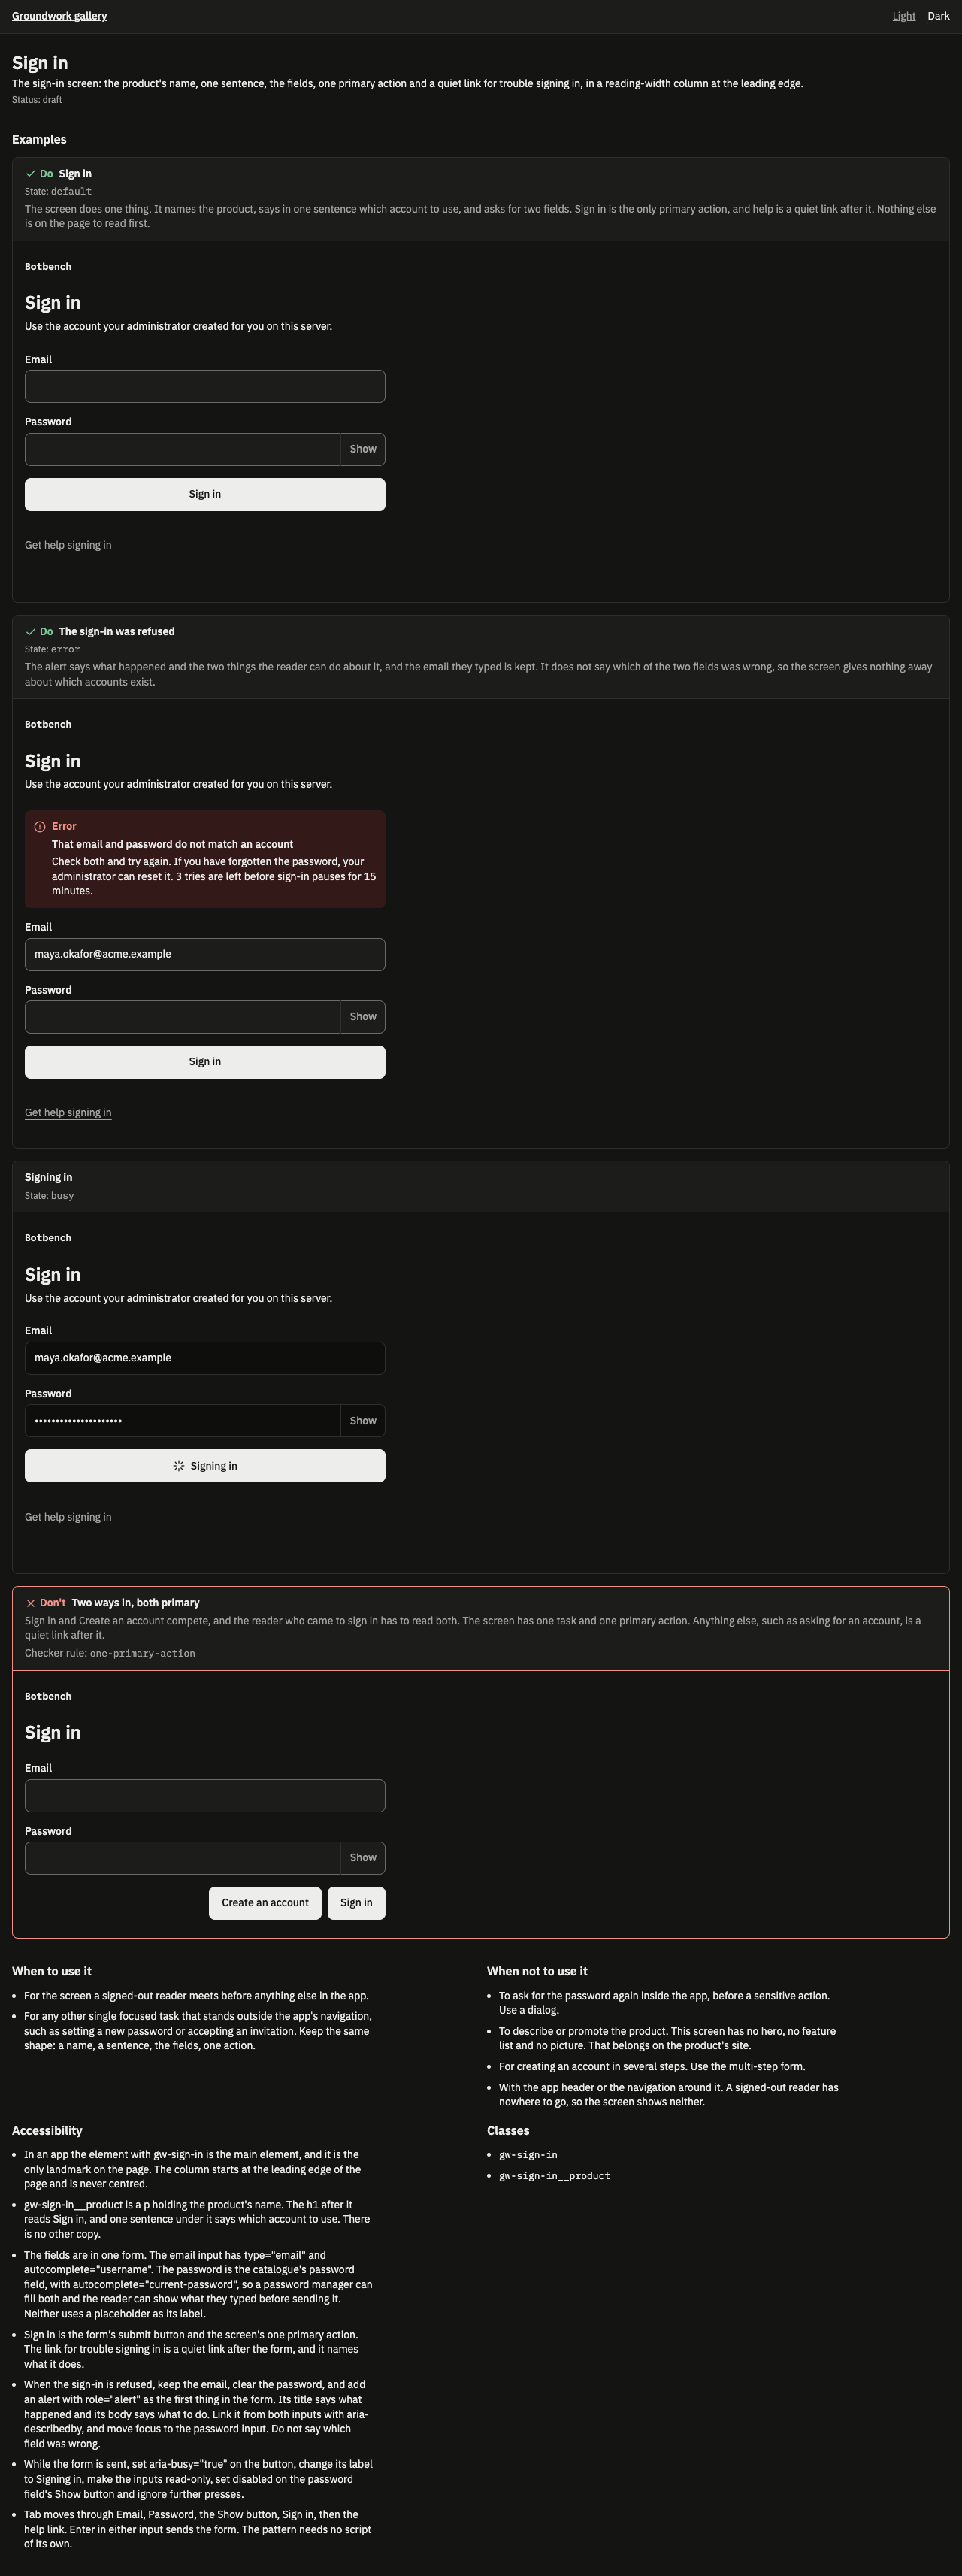 Groundwork gallery
Light Dark
Sign in
The sign-in screen: the product's name, one sentence, the fields, one primary action and a quiet link for trouble signing in, in a reading-width column at the leading edge.
Status: draft
Examples
Do Sign in
State: default
The screen does one thing. It names the product, says in one sentence which account to use, and asks for two fields. Sign in is the only primary action, and help is a quiet link after it. Nothing else
is on the page to read first.
Botbench
Sign in
Use the account your administrator created for you on this server.
Email
Password
Show
Sign in
Get help signing in
Do The sign-in was refused
State: error
The alert says what happened and the two things the reader can do about it, and the email they typed is kept. It does not say which of the two fields was wrong, so the screen gives nothing away
about which accounts exist.
Botbench
Sign in
Use the account your administrator created for you on this server.
Error
That email and password do not match an account
Check both and try again. If you have forgotten the password, your
administrator can reset it. 3 tries are left before sign-in pauses for 15
minutes.
Email
maya.okafor@acme.example
Password
Show
Sign in
Get help signing in
Signing in
State: busy
Botbench
Sign in
Use the account your administrator created for you on this server.
Email
maya.okafor@acme.example
Password
Show
Signing in
Get help signing in
Don't Two ways in, both primary
Sign in and Create an account compete, and the reader who came to sign in has to read both. The screen has one task and one primary action. Anything else, such as asking for an account, is a
quiet link after it.
Checker rule: one-primary-action
Botbench
Sign in
Email
Password
Show
Create an account Sign in
When to use it
For the screen a signed-out reader meets before anything else in the app.
For any other single focused task that stands outside the app's navigation,
such as setting a new password or accepting an invitation. Keep the same
shape: a name, a sentence, the fields, one action.
When not to use it
To ask for the password again inside the app, before a sensitive action.
Use a dialog.
To describe or promote the product. This screen has no hero, no feature
list and no picture. That belongs on the product's site.
For creating an account in several steps. Use the multi-step form.
With the app header or the navigation around it. A signed-out reader has
nowhere to go, so the screen shows neither.
Accessibility
In an app the element with gw-sign-in is the main element, and it is the
only landmark on the page. The column starts at the leading edge of the
page and is never centred.
gw-sign-in__product is a p holding the product's name. The h1 after it
reads Sign in, and one sentence under it says which account to use. There
is no other copy.
The fields are in one form. The email input has type="email" and
autocomplete="username". The password is the catalogue's password
field, with autocomplete="current-password", so a password manager can
fill both and the reader can show what they typed before sending it.
Neither uses a placeholder as its label.
Sign in is the form's submit button and the screen's one primary action.
The link for trouble signing in is a quiet link after the form, and it names
what it does.
When the sign-in is refused, keep the email, clear the password, and add
an alert with role="alert" as the first thing in the form. Its title says what
happened and its body says what to do. Link it from both inputs with aria-
describedby, and move focus to the password input. Do not say which
field was wrong.
While the form is sent, set aria-busy="true" on the button, change its label
to Signing in, make the inputs read-only, set disabled on the password
field's Show button and ignore further presses.
Tab moves through Email, Password, the Show button, Sign in, then the
help link. Enter in either input sends the form. The pattern needs no script
of its own.
Classes
gw-sign-in
gw-sign-in__product